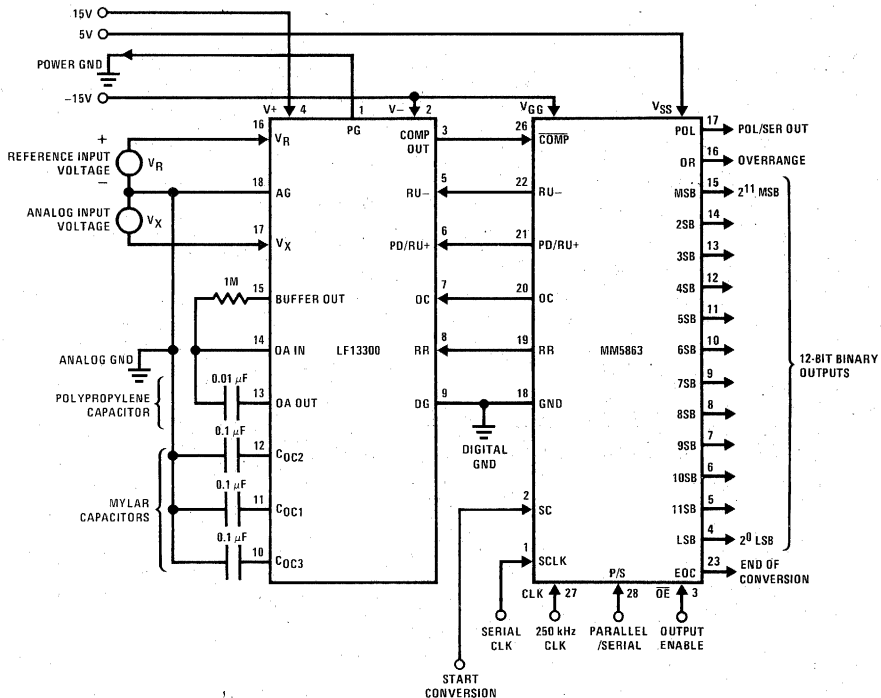 15V
5V
POWER GND
-15V
V+ 4
1
PG
V- 2
VGG
VSS
+
REFERENCE INPUT
VOLTAGE
VR
-
ANALOG INPUT
VOLTAGE
VX
16
VR
18
AG
17
VX
1M
15
BUFFER OUT
14
OA IN
ANALOG GND
POLYPROPYLENE
CAPACITOR
0.01 µF
13
OA OUT
0.1 µF
12
COC2
MYLAR
CAPACITORS
0.1 µF
11
COC1
0.1 µF
10
COC3
LF13300
COMP
OUT
3
RU-
5
PD/RU+
6
OC
7
RR
8
DG
9
DIGITAL
GND
26
COMP
22
RU-
21
PD/RU+
20
OC
19
RR
18
GND
2
SC
1
SCLK
MM5863
POL
17
POL/SER OUT
OR
16
OVERRANGE
MSB
15
2^11 MSB
2SB
14
3SB
13
4SB
12
5SB
11
6SB
10
7SB
9
8SB
8
9SB
7
10SB
6
11SB
5
LSB
4
2^0 LSB
12-BIT BINARY
OUTPUTS
EOC
23
END OF
CONVERSION
CLK 27
P/S
28
OE 3
SERIAL
CLK
250 kHz
CLK
PARALLEL
/SERIAL
OUTPUT
ENABLE
START
CONVERSION